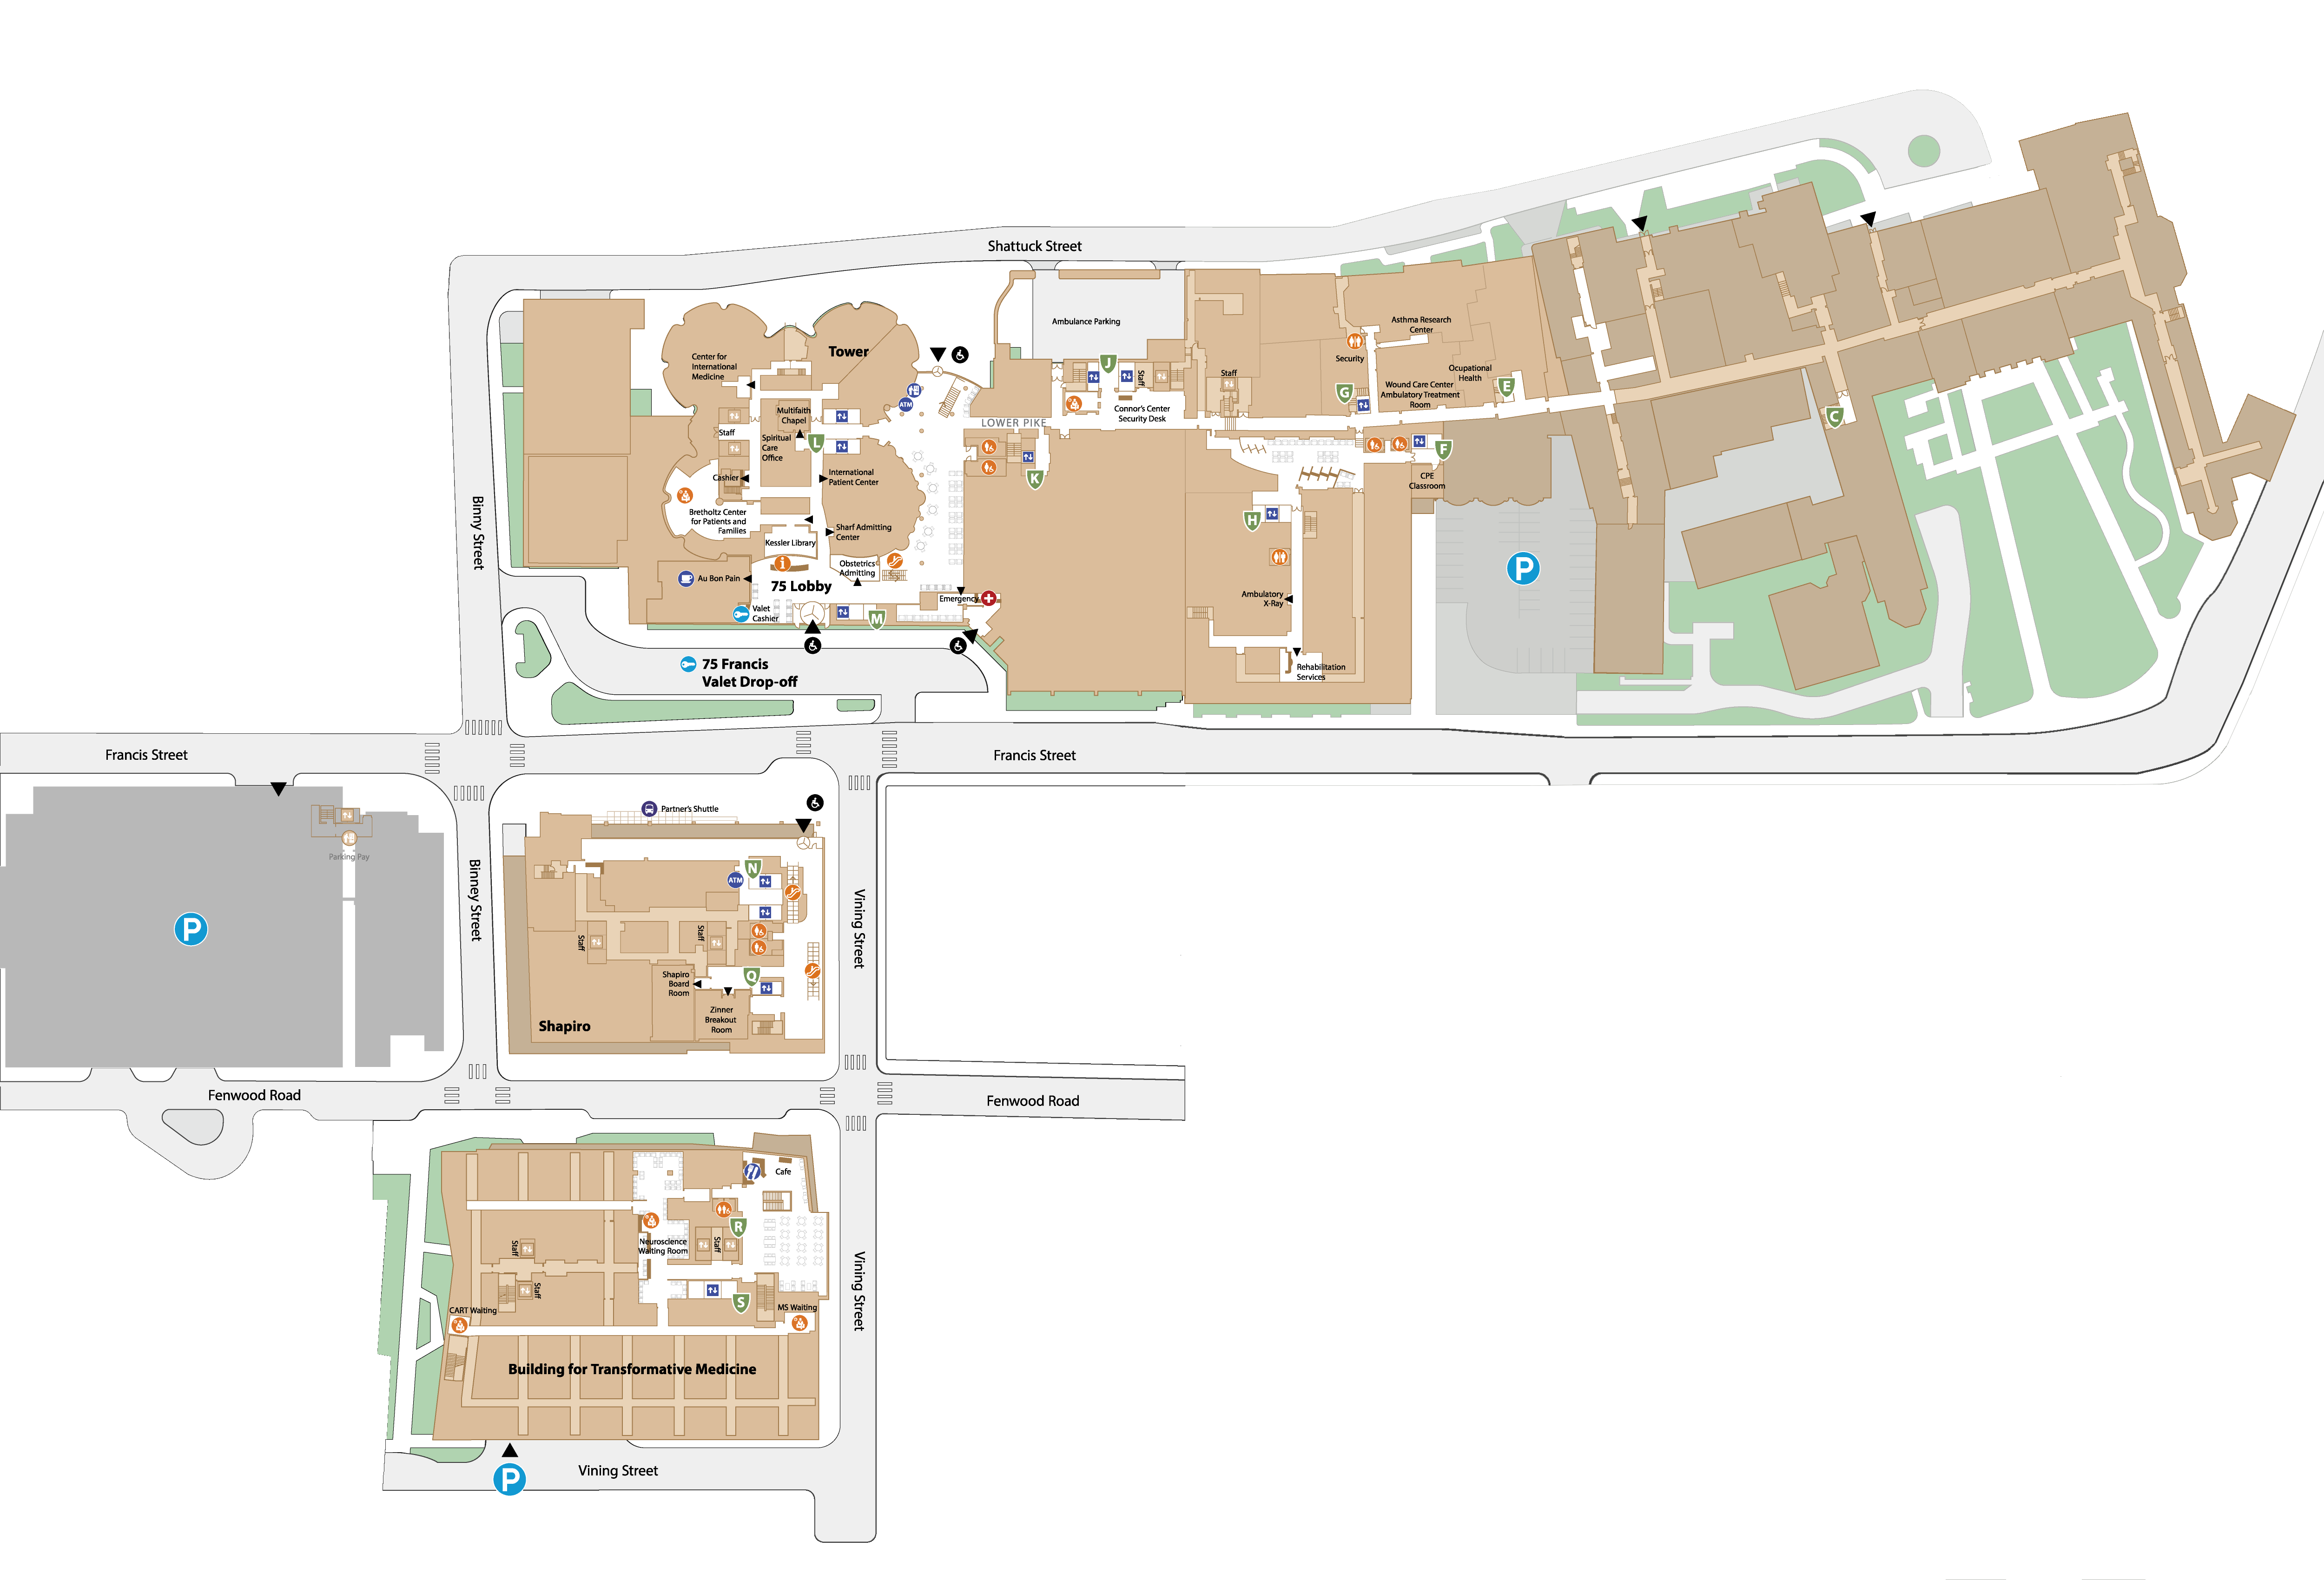 Shattuck Street
Ambulance Parking
Tower
Center for
International
Medicine
ATM
Multifaith
Chapel
Staff
Spiritual
Care
Office
L
Cashier
International
Patient Center
Bretholtz Center
for Patients and
Families
Sharf Admitting
Center
Kessler Library
i
Obstetrics
Admitting
Au Bon Pain
75 Lobby
Valet
Cashier
M
Emergency
75 Francis
Valet Drop-off
Binny Street
LOWER PIKE
J
Staff
Connor's Center
Security Desk
K
Staff
Asthma Research
Center
Security
G
Wound Care Center
Ambulatory Treatment
Room
Ocupational
Health
E
C
F
CPE
Classroom
H
Ambulatory
X-Ray
Rehabilitation
Services
P
Francis Street
Francis Street
Parking Pay
P
Binney Street
Partner's Shuttle
N
ATM
Staff
Staff
Q
Shapiro
Board
Room
Zinner
Breakout
Room
Shapiro
Vining Street
Fenwood Road
Fenwood Road
Cafe
R
Neuroscience
Waiting Room
Staff
Staff
Staff
S
CART Waiting
MS Waiting
Building for Transformative Medicine
Vining Street
P
Vining Street